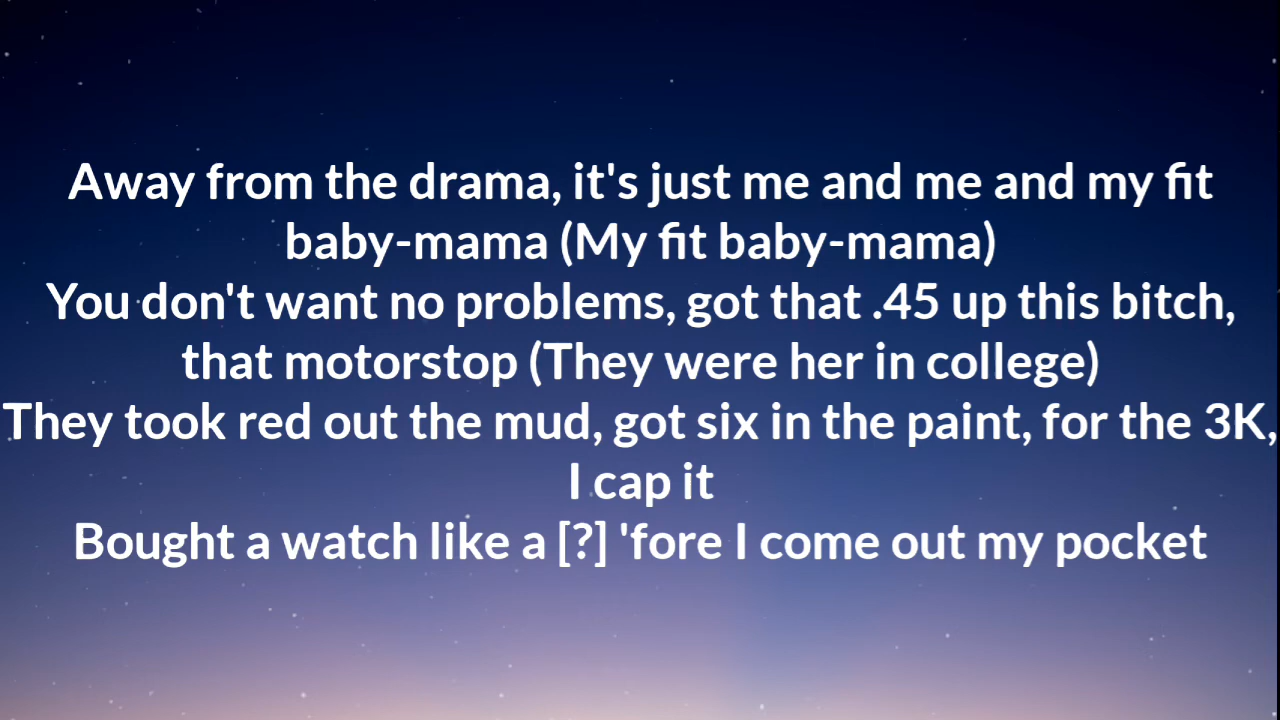 Away from the drama, it's just me and me and my fit
baby-mama (My fit baby-mama)
You don't want no problems, got that .45 up this bitch,
that motorstop (They were her in college)
They took red out the mud, got six in the paint, for the 3K,
I cap it
Bought a watch like a [?] 'fore I come out my pocket